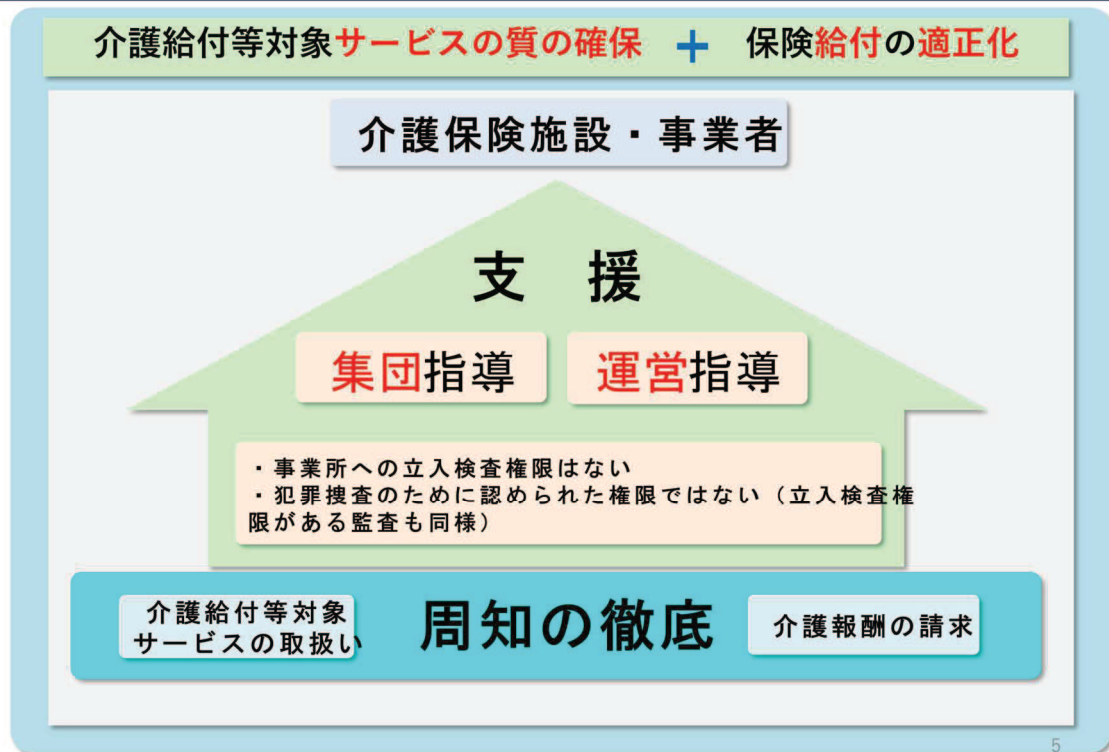 介護給付等対象サービスの質の確保 + 保険給付の適正化
介護保険施設・事業者
支 援
集団指導
運営指導
・事業所への立入検査権限はない
・犯罪捜査のために認められた権限ではない（立入検査権
限がある監査も同様）
介護給付等対象
サービスの取扱い
周知の徹底
介護報酬の請求
5